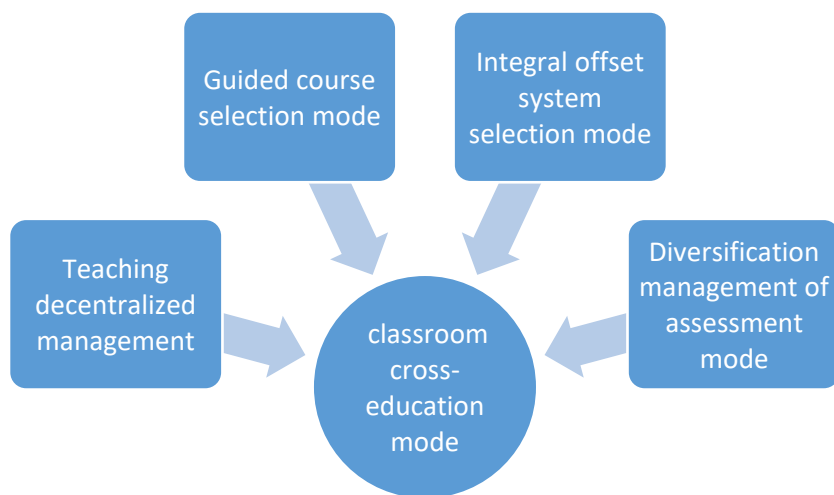 Guided course
selection mode
Integral offset
system
selection mode
Teaching
decentralized
management
Diversification
management of
assessment
mode
classroom
cross-
education
mode